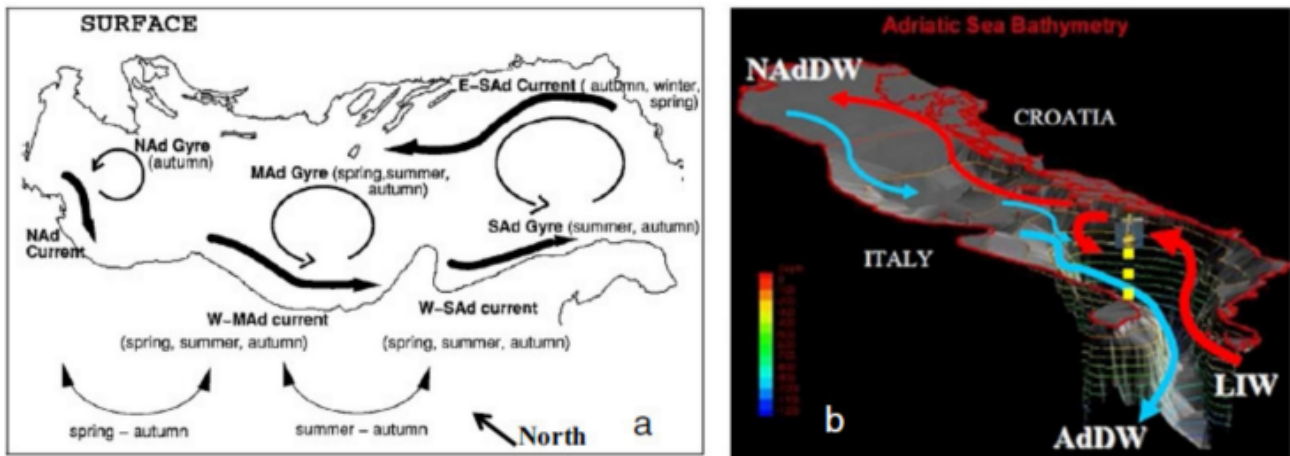 SURFACE
E-SAd Current ( autumn, winter,
spring)
NAd Gyre
(autumn)
MAd Gyre (spring,summer,
autumn)
SAd Gyre (summer, autumn)
NAd
Current
W-MAd current
(spring, summer, autumn)
W-SAd current
(spring, summer, autumn)
spring - autumn
summer - autumn
North
a
Adriatic Sea Bathymetry
NAdDW
CROATIA
ITALY
LIW
AdDW
b